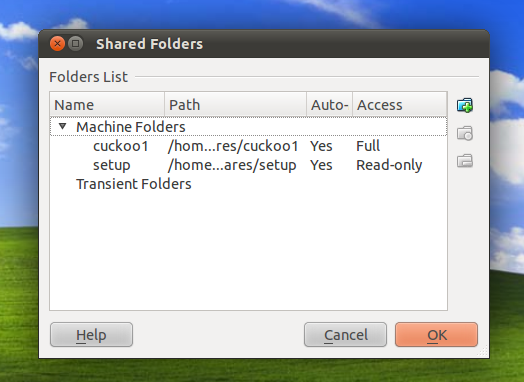 Shared Folders
Folders List
Name Path Auto- Access
Machine Folders
cuckoo1 /hom...res/cuckoo1 Yes Full
setup /home...ares/setup Yes Read-only
Transient Folders
Help Cancel OK